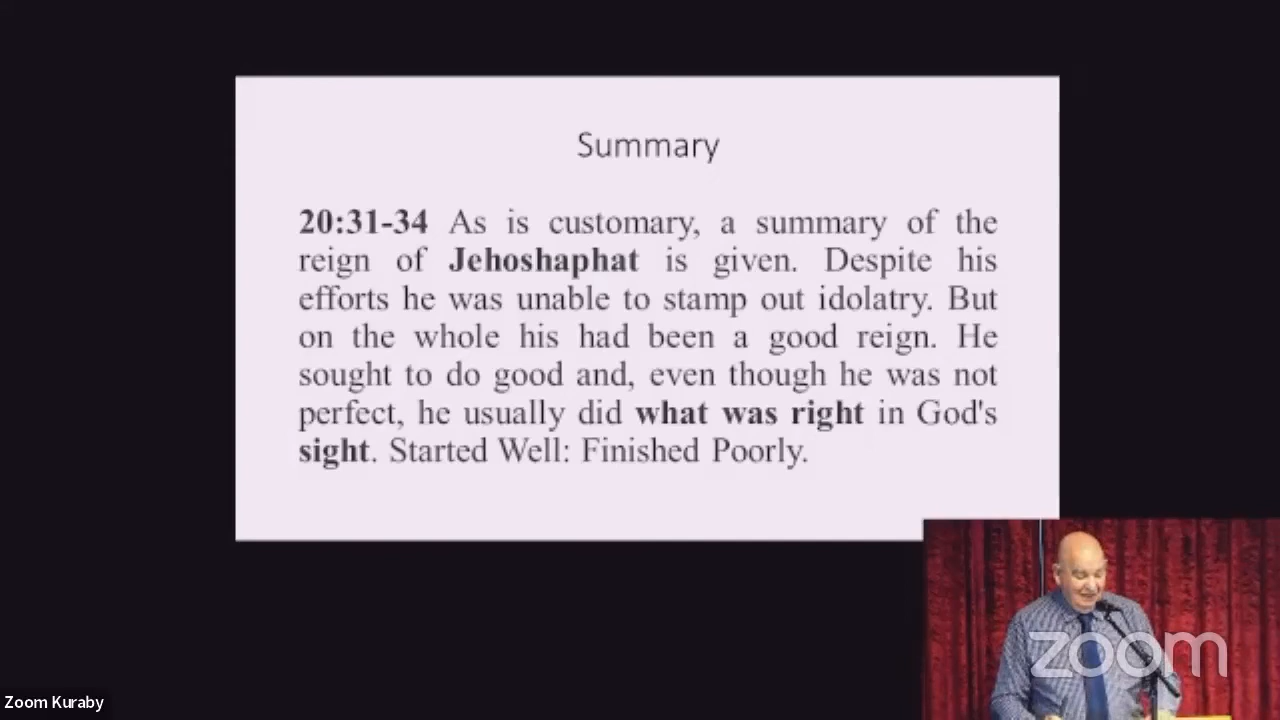 Summary
20:31-34 As is customary, a summary of the
reign of Jehoshaphat is given. Despite his
efforts he was unable to stamp out idolatry. But
on the whole his had been a good reign. He
sought to do good and, even though he was not
perfect, he usually did what was right in God's
sight. Started Well: Finished Poorly.
zoom
Zoom Kuraby